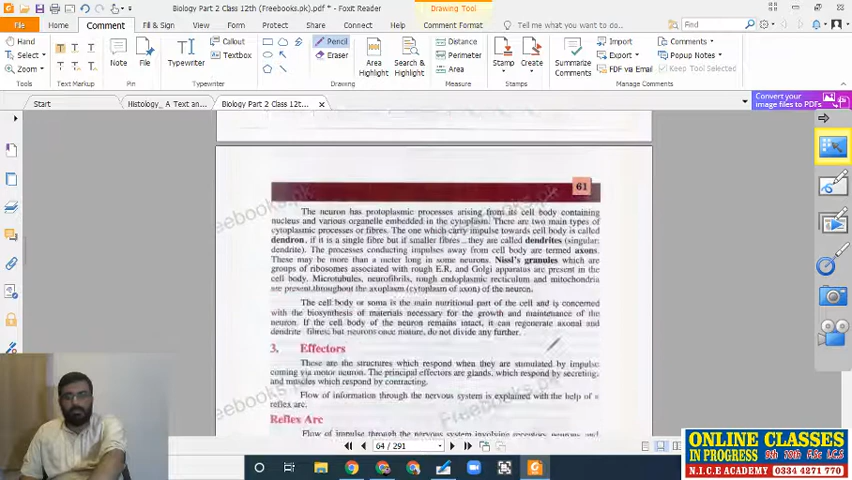 Biology Part 2 Class 12th (Freebooks.pk).pdf * - Foxit Reader
Drawing Tool
File
Home
Comment
Fill & Sign
View
Form
Protect
Share
Connect
Help
Comment Format
Tell me what you want to do...
Find
Hand
Select
Zoom
Note
File
Typewriter
Callout
Textbox
Pencil
Eraser
Area Highlight
Search & Highlight
Distance
Perimeter
Area
Stamp
Create
Summarize Comments
Import
Export
FDF via Email
Comments
Popup Notes
Keep Tool Selected
Tools
Text Markup
Pin
Typewriter
Drawing
Measure
Stamps
Manage Comments
Start
Histology_ A Text an...
Biology Part 2 Class 12t...
Convert your
image files to PDFs
61
The neuron has protoplasmic processes arising from its cell body containing
nucleus and various organelle embedded in the cytoplasm. There are two main types of
cytoplasmic processes or fibres. The one which carry impulse towards cell body is called
dendron, if it is a single fibre but if smaller fibres - they are called dendrites (singular:
dendrite). The processes conducting impulses away from cell body are termed axons.
These may be more than a meter long in some neurons. Nissl's granules which are
groups of ribosomes associated with rough E.R, and Golgi apparatus are present in the
cell body. Microtubules, neurofibrils, rough endoplasmic recticulum and mitochondria
are present throughout the axoplasm (cytoplasm of axon) of the neuron.
The cell body or soma is the main nutritional part of the cell and is concerned
with the biosynthesis of materials necessary for the growth and maintenance of the
neuron. If the cell body of the neuron remains intact, it can regenerate axonal and
dendrite fibres; but neurons once mature, do not divide any further.
3. Effectors
These are the structures which respond when they are stimulated by impulse
coming via motor neuron. The principal effectors are glands, which respond by secreting;
and muscles which respond by contracting.
Flow of information through the nervous system is explained with the help of a
reflex arc.
Reflex Arc
Flow of impulse through the nervous system involving receptors, neurons, and
64 / 291
ONLINE CLASSES
IN PROGRESS 9th 10th F.Sc I.C.S
N.I.C.E ACADEMY 0334 4271 770